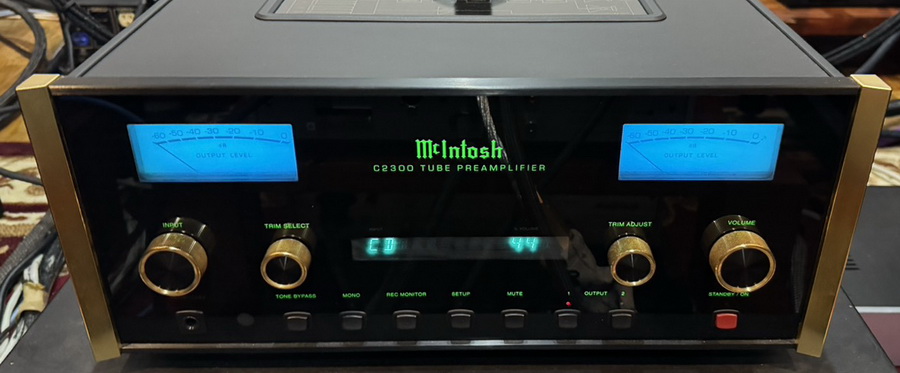 -60 -50 -40 -30 -20 -10 0
dB
OUTPUT LEVEL
McIntosh
C2300 TUBE PREAMPLIFIER
-60 -50 -40 -30 -20 -10 0
dB
OUTPUT LEVEL
INPUT
TRIM SELECT
TRIM ADJUST
VOLUME
INPUT
CD
44
TONE BYPASS
MONO
REC MONITOR
SETUP
MUTE
1 OUTPUT 2
STANDBY / ON